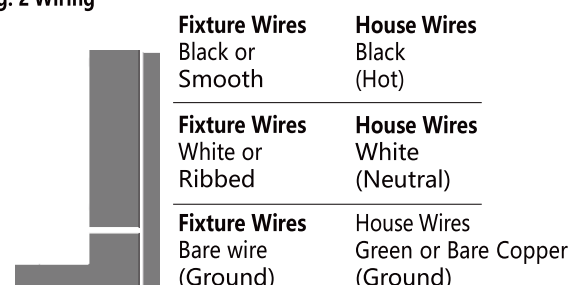 g. 2 Wiring
Fixture Wires House Wires
Black or Black
Smooth (Hot)
Fixture Wires House Wires
White or White
Ribbed (Neutral)
Fixture Wires House Wires
Bare wire Green or Bare Copper
(Ground) (Ground)